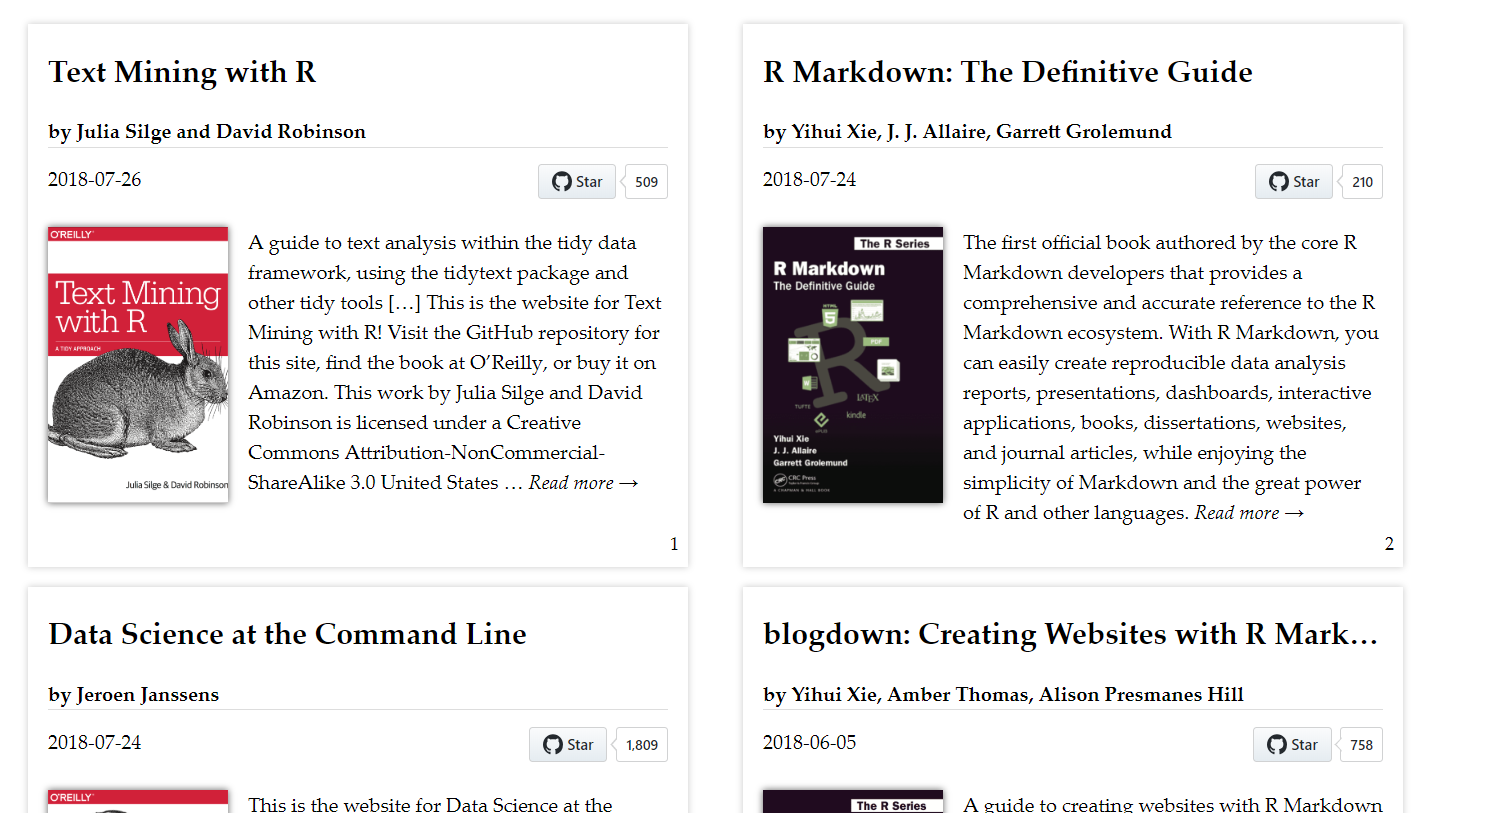 Text Mining with R
by Julia Silge and David Robinson
2018-07-26
Star
509
O'REILLY
Text Mining
with R
A TIDY APPROACH
Julia Silge & David Robinson
A guide to text analysis within the tidy data
framework, using the tidytext package and
other tidy tools […] This is the website for Text
Mining with R! Visit the GitHub repository for
this site, find the book at O’Reilly, or buy it on
Amazon. This work by Julia Silge and David
Robinson is licensed under a Creative
Commons Attribution-NonCommercial-
ShareAlike 3.0 United States … Read more →
1
R Markdown: The Definitive Guide
by Yihui Xie, J. J. Allaire, Garrett Grolemund
2018-07-24
Star
210
The R Series
R Markdown
The Definitive Guide
HTML
5
PDF
R
W
LATEX
TUFTE
kindle
ePUB
Yihui Xie
J. J. Allaire
Garrett Grolemund
CRC Press
A CHAPMAN & HALL BOOK
The first official book authored by the core R
Markdown developers that provides a
comprehensive and accurate reference to the R
Markdown ecosystem. With R Markdown, you
can easily create reproducible data analysis
reports, presentations, dashboards, interactive
applications, books, dissertations, websites,
and journal articles, while enjoying the
simplicity of Markdown and the great power
of R and other languages. Read more →
2
Data Science at the Command Line
by Jeroen Janssens
2018-07-24
Star
1,809
O'REILLY
This is the website for Data Science at the
blogdown: Creating Websites with R Mark…
by Yihui Xie, Amber Thomas, Alison Presmanes Hill
2018-06-05
Star
758
The R Series
A guide to creating websites with R Markdown